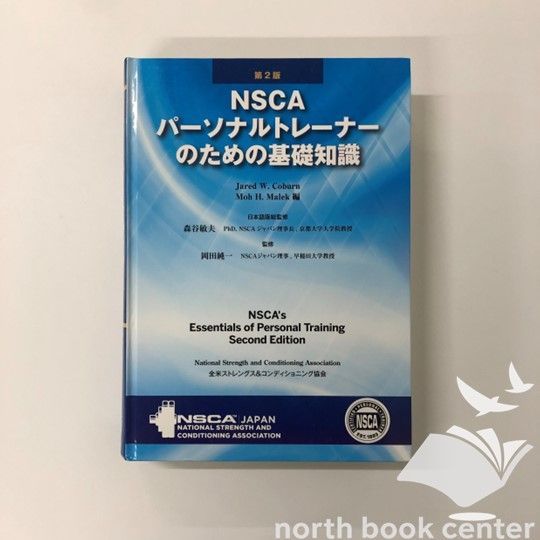 第2版
NSCA
パーソナルトレーナー
のための基礎知識
Jared W. Coburn
Moh H. Malek 編
日本語版総監修
森谷敏夫 PhD, NSCAジャパン理事長、京都大学大学院教授
監修
岡田純一 NSCAジャパン理事、早稲田大学教授
NSCA's
Essentials of Personal Training
Second Edition
National Strength and Conditioning Association
全米ストレングス&コンディショニング協会
NSCA JAPAN
NATIONAL STRENGTH AND
CONDITIONING ASSOCIATION
NSCA
north book center